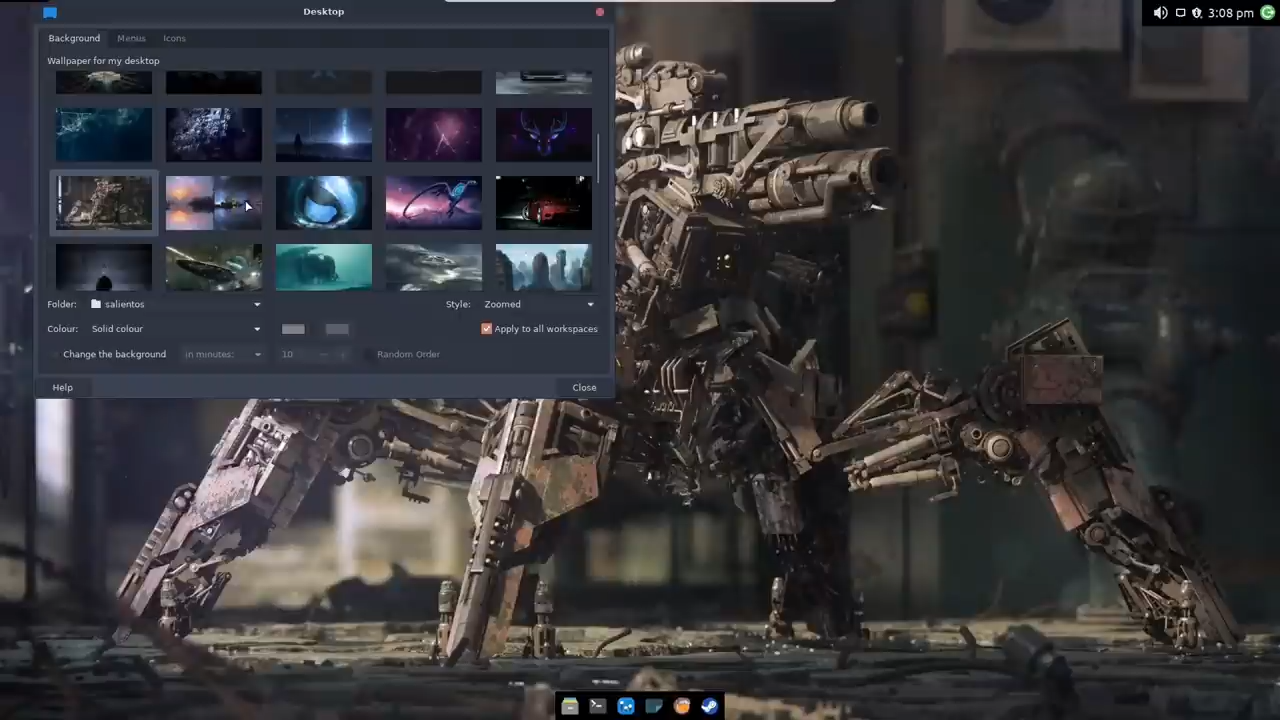 Desktop
3:08 pm
Background Menus Icons
Wallpaper for my desktop
Folder: salientos Style: Zoomed
Colour: Solid colour Apply to all workspaces
Change the background in minutes: 10 Random Order
Help Close